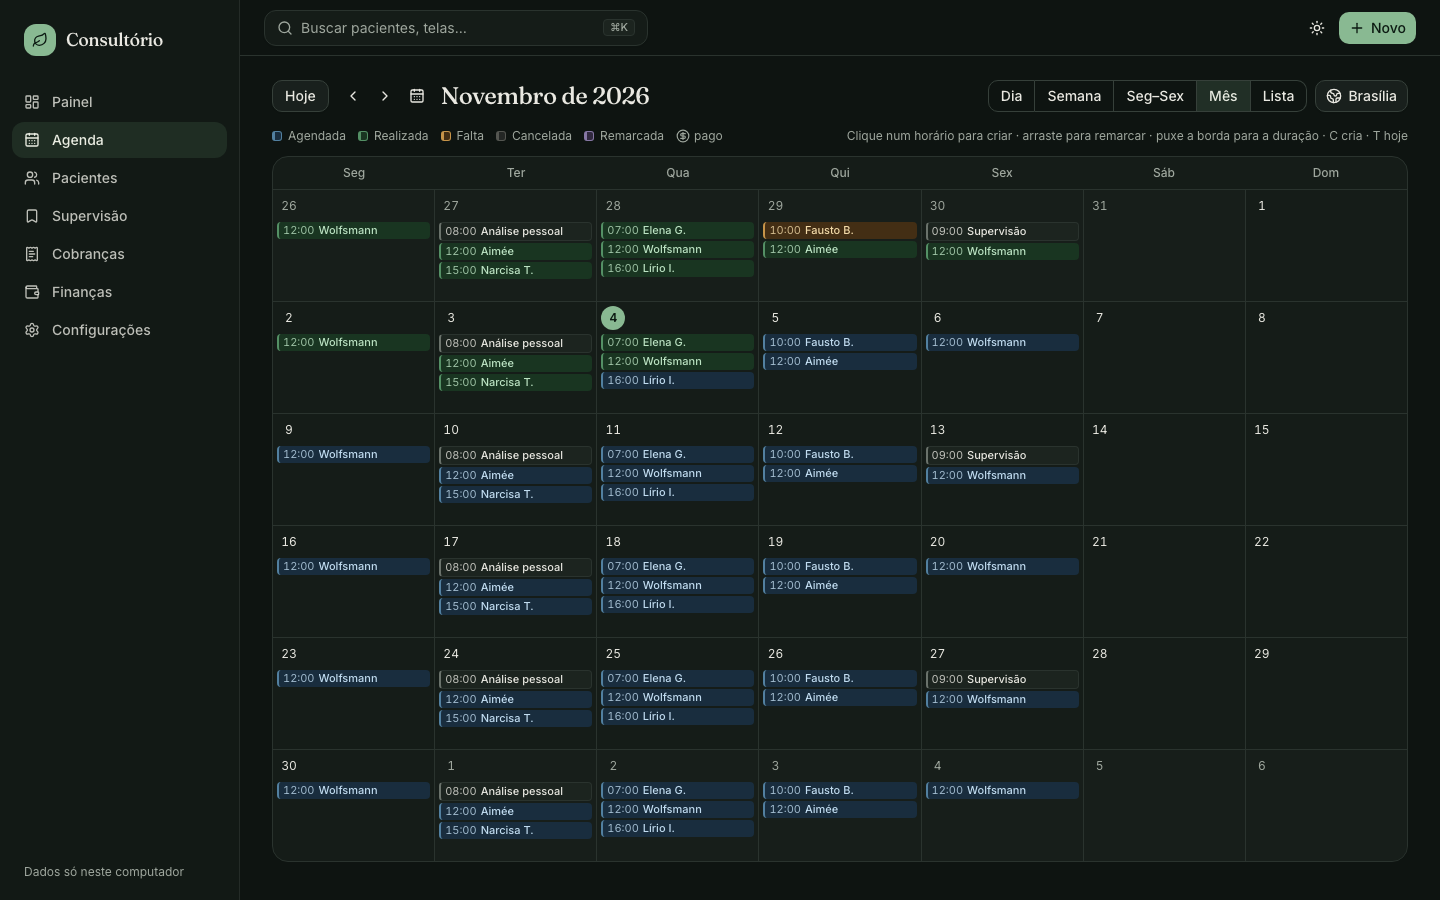 Consultório
Buscar pacientes, telas...
⌘K
Novo
Painel
Agenda
Pacientes
Supervisão
Cobranças
Finanças
Configurações
Dados só neste computador
Hoje
Novembro de 2026
Dia Semana Seg–Sex Mês Lista
Brasília
Agendada Realizada Falta Cancelada Remarcada pago
Clique num horário para criar · arraste para remarcar · puxe a borda para a duração · C cria · T hoje
Seg Ter Qua Qui Sex Sáb Dom
26
12:00 Wolfsmann
27
08:00 Análise pessoal
12:00 Aimée
15:00 Narcisa T.
28
07:00 Elena G.
12:00 Wolfsmann
16:00 Lírio I.
29
10:00 Fausto B.
12:00 Aimée
30
09:00 Supervisão
12:00 Wolfsmann
31
1
2
12:00 Wolfsmann
3
08:00 Análise pessoal
12:00 Aimée
15:00 Narcisa T.
4
07:00 Elena G.
12:00 Wolfsmann
16:00 Lírio I.
5
10:00 Fausto B.
12:00 Aimée
6
12:00 Wolfsmann
7
8
9
12:00 Wolfsmann
10
08:00 Análise pessoal
12:00 Aimée
15:00 Narcisa T.
11
07:00 Elena G.
12:00 Wolfsmann
16:00 Lírio I.
12
10:00 Fausto B.
12:00 Aimée
13
09:00 Supervisão
12:00 Wolfsmann
14
15
16
12:00 Wolfsmann
17
08:00 Análise pessoal
12:00 Aimée
15:00 Narcisa T.
18
07:00 Elena G.
12:00 Wolfsmann
16:00 Lírio I.
19
10:00 Fausto B.
12:00 Aimée
20
12:00 Wolfsmann
21
22
23
12:00 Wolfsmann
24
08:00 Análise pessoal
12:00 Aimée
15:00 Narcisa T.
25
07:00 Elena G.
12:00 Wolfsmann
16:00 Lírio I.
26
10:00 Fausto B.
12:00 Aimée
27
09:00 Supervisão
12:00 Wolfsmann
28
29
30
12:00 Wolfsmann
1
08:00 Análise pessoal
12:00 Aimée
15:00 Narcisa T.
2
07:00 Elena G.
12:00 Wolfsmann
16:00 Lírio I.
3
10:00 Fausto B.
12:00 Aimée
4
12:00 Wolfsmann
5
6